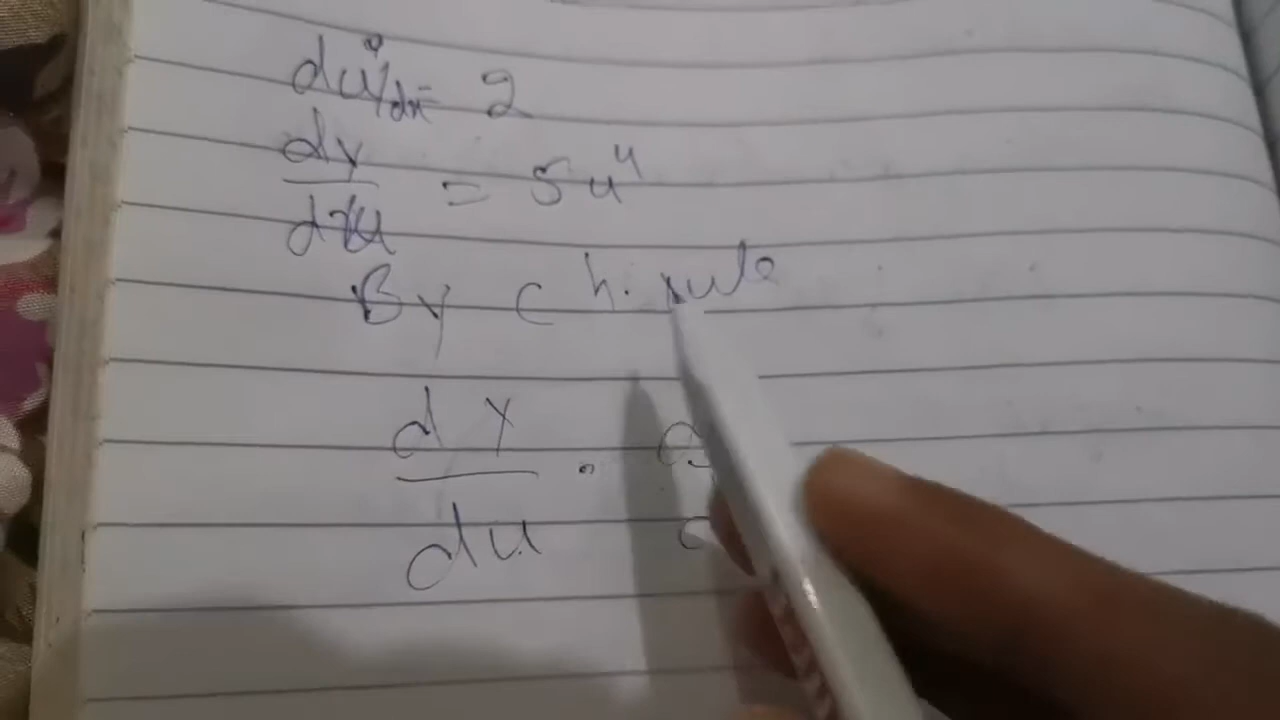 du/dx = 2
dy/du = 5u⁴
By ch. rule
dy/du . d